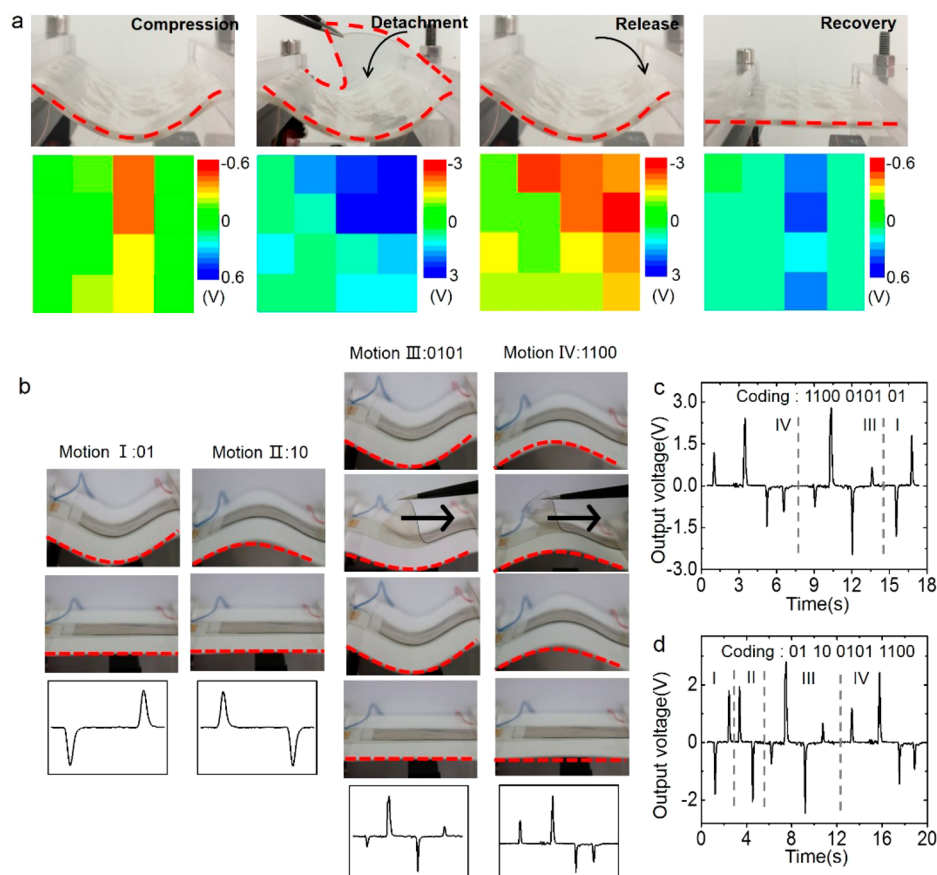 a
Compression
Detachment
Release
Recovery
-0.6
0
0.6
(V)
-3
0
3
(V)
-3
0
3
(V)
-0.6
0
0.6
(V)
b
Motion Ⅰ:01
Motion Ⅱ:10
Motion Ⅲ:0101
Motion Ⅳ:1100
c
Coding : 1100 0101 01
IV
III
I
Output voltage(V)
3.0
1.5
0.0
-1.5
-3.0
0 3 6 9 12 15 18
Time(s)
d
Coding : 01 10 0101 1100
I
II
III
IV
Output voltage(V)
2
0
-2
0 4 8 12 16 20
Time(s)